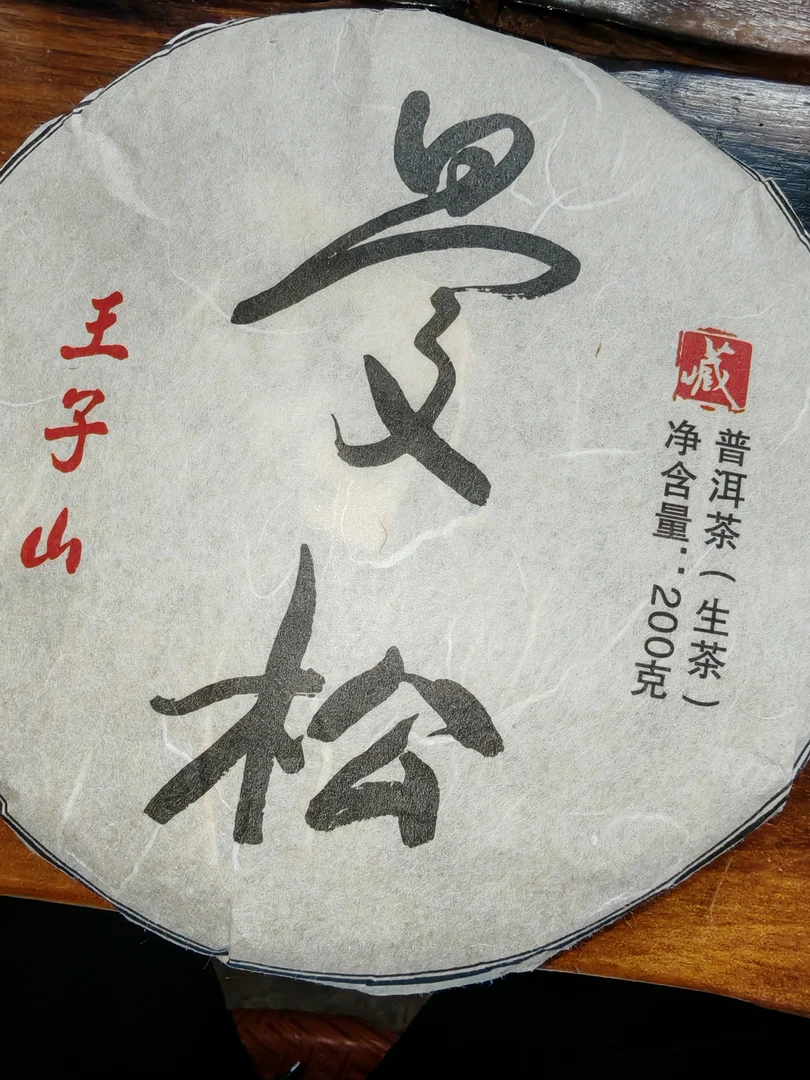 曼松
藏
普洱茶（生茶）
净含量：200克
王子山